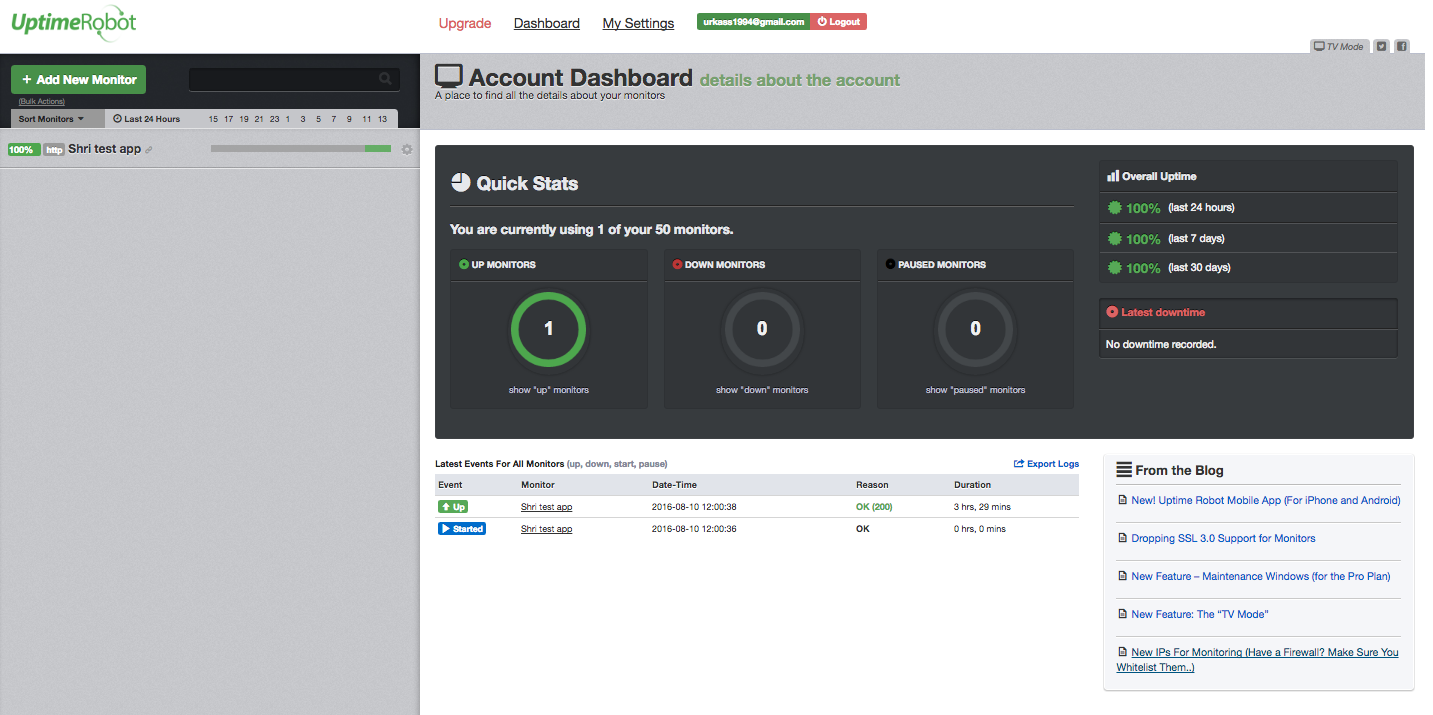 UptimeRobot
Upgrade Dashboard My Settings urkass1994@gmail.com Logout
TV Mode
+ Add New Monitor
(Bulk Actions)
Sort Monitors Last 24 Hours 15 17 19 21 23 1 3 5 7 9 11 13
100% http Shri test app
Account Dashboard details about the account
A place to find all the details about your monitors
Quick Stats
You are currently using 1 of your 50 monitors.
UP MONITORS
1
show "up" monitors
DOWN MONITORS
0
show "down" monitors
PAUSED MONITORS
0
show "paused" monitors
Overall Uptime
100% (last 24 hours)
100% (last 7 days)
100% (last 30 days)
Latest downtime
No downtime recorded.
Latest Events For All Monitors (up, down, start, pause) Export Logs
Event Monitor Date-Time Reason Duration
Up Shri test app 2016-08-10 12:00:38 OK (200) 3 hrs, 29 mins
Started Shri test app 2016-08-10 12:00:36 OK 0 hrs, 0 mins
From the Blog
New! Uptime Robot Mobile App (For iPhone and Android)
Dropping SSL 3.0 Support for Monitors
New Feature – Maintenance Windows (for the Pro Plan)
New Feature: The “TV Mode”
New IPs For Monitoring (Have a Firewall? Make Sure You
Whitelist Them..)